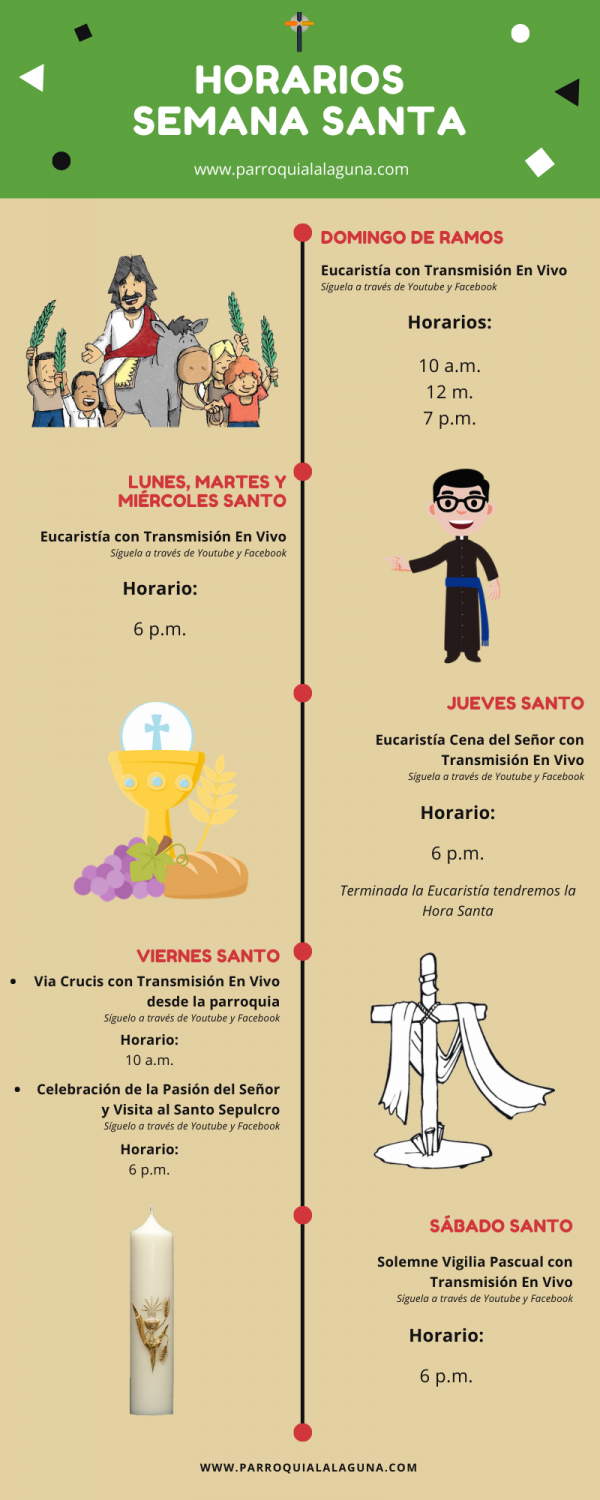 HORARIOS
SEMANA SANTA
www.parroquialalaguna.com
DOMINGO DE RAMOS
Eucaristía con Transmisión En Vivo
Síguela a través de Youtube y Facebook
Horarios:
10 a.m.
12 m.
7 p.m.
LUNES, MARTES Y
MIÉRCOLES SANTO
Eucaristía con Transmisión En Vivo
Síguela a través de Youtube y Facebook
Horario:
6 p.m.
JUEVES SANTO
Eucaristía Cena del Señor con
Transmisión En Vivo
Síguela a través de Youtube y Facebook
Horario:
6 p.m.
Terminada la Eucaristía tendremos la
Hora Santa
VIERNES SANTO
• Via Crucis con Transmisión En Vivo
desde la parroquia
Síguelo a través de Youtube y Facebook
Horario:
10 a.m.
• Celebración de la Pasión del Señor
y Visita al Santo Sepulcro
Síguelo a través de Youtube y Facebook
Horario:
6 p.m.
SÁBADO SANTO
Solemne Vigilia Pascual con
Transmisión En Vivo
Síguela a través de Youtube y Facebook
Horario:
6 p.m.
WWW.PARROQUIALALAGUNA.COM